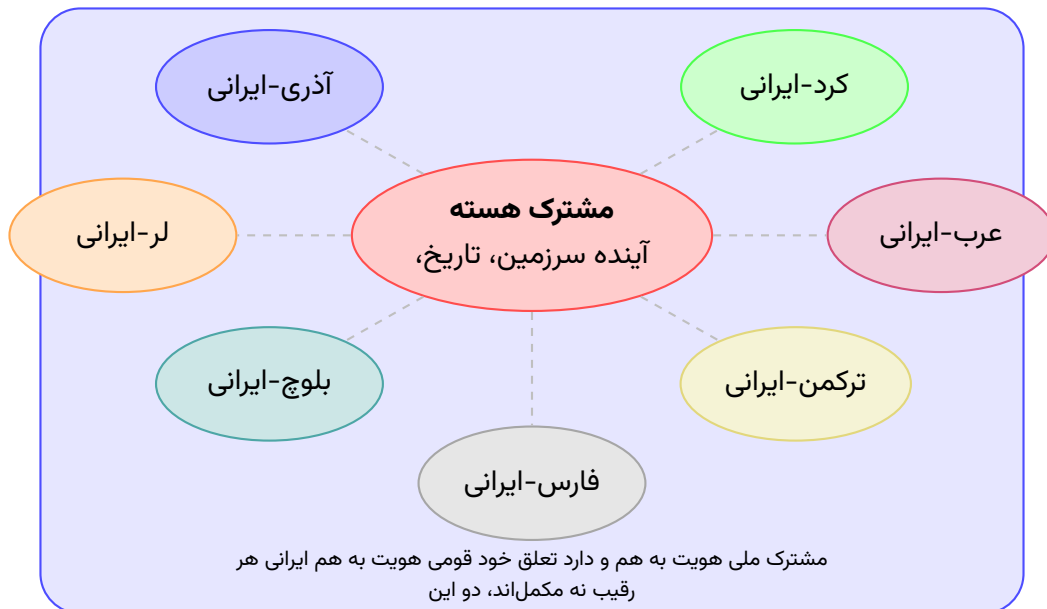 آذری-ایرانی
کرد-ایرانی
مشترک هسته
آینده سرزمین، تاریخ،
لر-ایرانی
عرب-ایرانی
بلوچ-ایرانی
ترکمن-ایرانی
فارس-ایرانی
مشترک ملی هویت به هم و دارد تعلق خود قومی هویت به هم ایرانی هر
رقیب نه مکمل‌اند، دو این